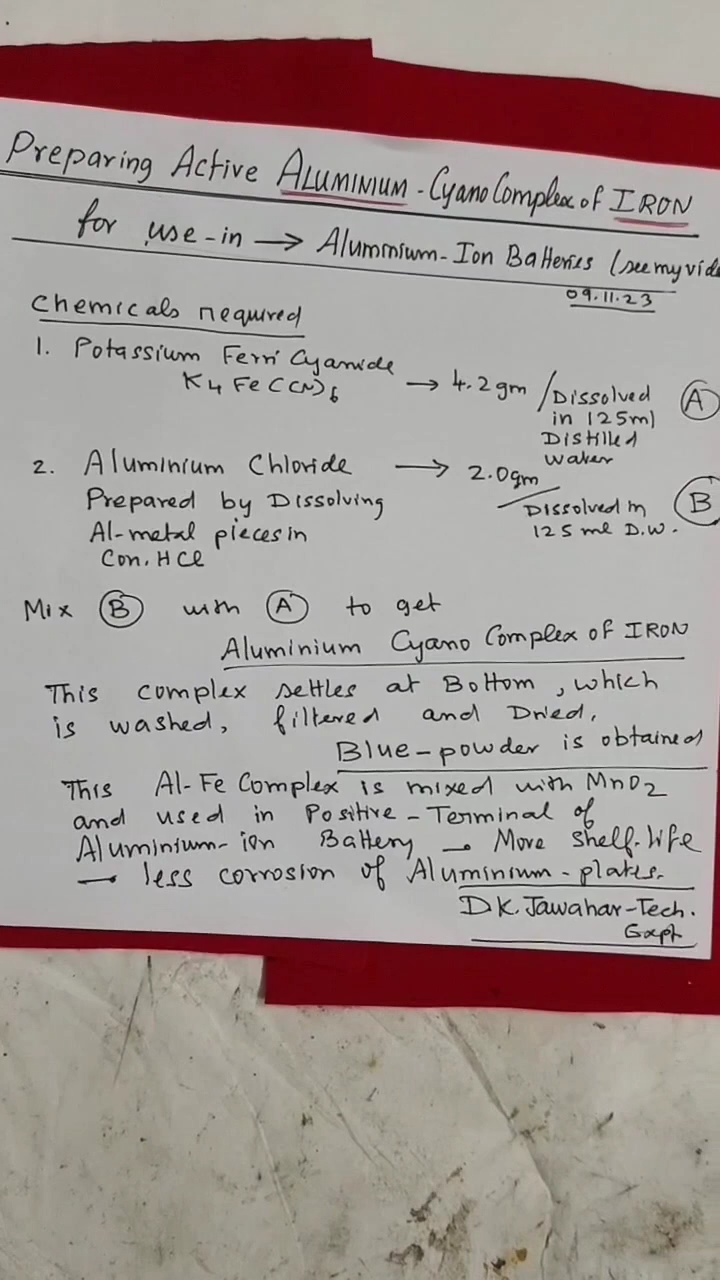 Preparing Active ALUMINIUM - Cyano Complex of IRON
for use-in → Aluminium-Ion Batteries (see my vide
09.11.23
Chemicals required
1. Potassium Ferri Cyanide → 4.2gm / Dissolved Ⓐ
K4 Fe(CN)6
in 125ml
Distilled
water
2. Aluminium Chloride → 2.0gm
Prepared by Dissolving / Dissolved in Ⓑ
Al-metal pieces in 125 ml D.W.
Con. HCl
Mix Ⓑ with Ⓐ to get
Aluminium Cyano Complex of IRON
This complex settles at Bottom, which
is washed, filtered and Dried,
Blue-powder is obtained
This Al-Fe Complex is mixed with MnO2
and used in Positive-Terminal of
Aluminium-ion Battery → More shelf-life
→ less corrosion of Aluminium-plates.
DK. Jawahar-Tech.
Expt